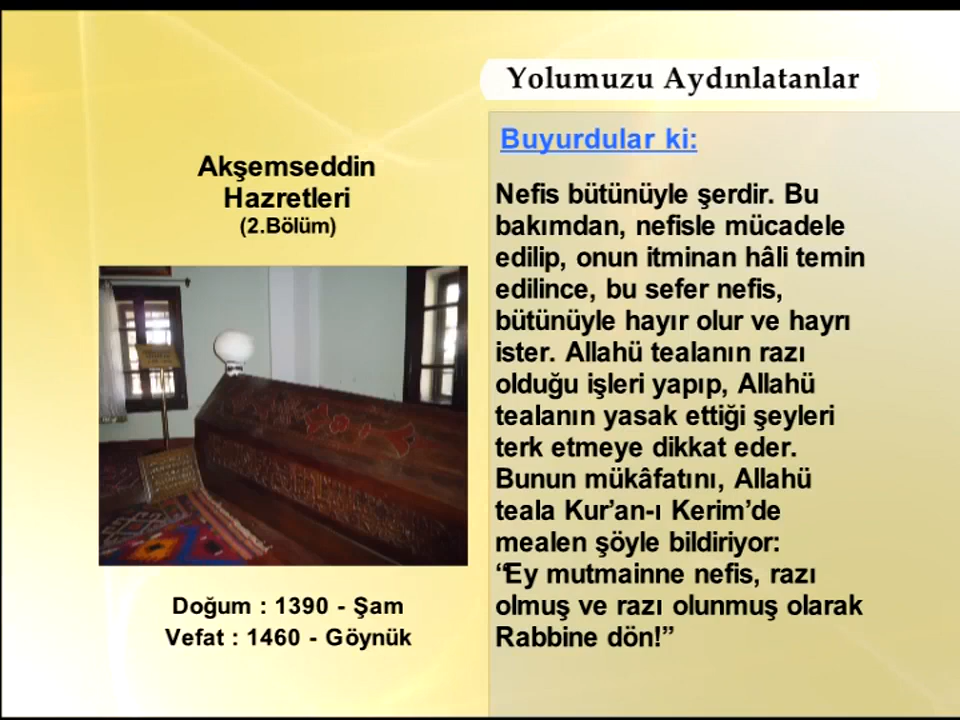 Yolumuzu Aydınlatanlar
Akşemseddin
Hazretleri
(2.Bölüm)
Doğum : 1390 - Şam
Vefat : 1460 - Göynük
Buyurdular ki:
Nefis bütünüyle şerdir. Bu
bakımdan, nefisle mücadele
edilip, onun itminan hâli temin
edilince, bu sefer nefis,
bütünüyle hayır olur ve hayrı
ister. Allahü tealanın razı
olduğu işleri yapıp, Allahü
tealanın yasak ettiği şeyleri
terk etmeye dikkat eder.
Bunun mükâfatını, Allahü
teala Kur’an-ı Kerim’de
mealen şöyle bildiriyor:
“Ey mutmainne nefis, razı
olmuş ve razı olunmuş olarak
Rabbine dön!”